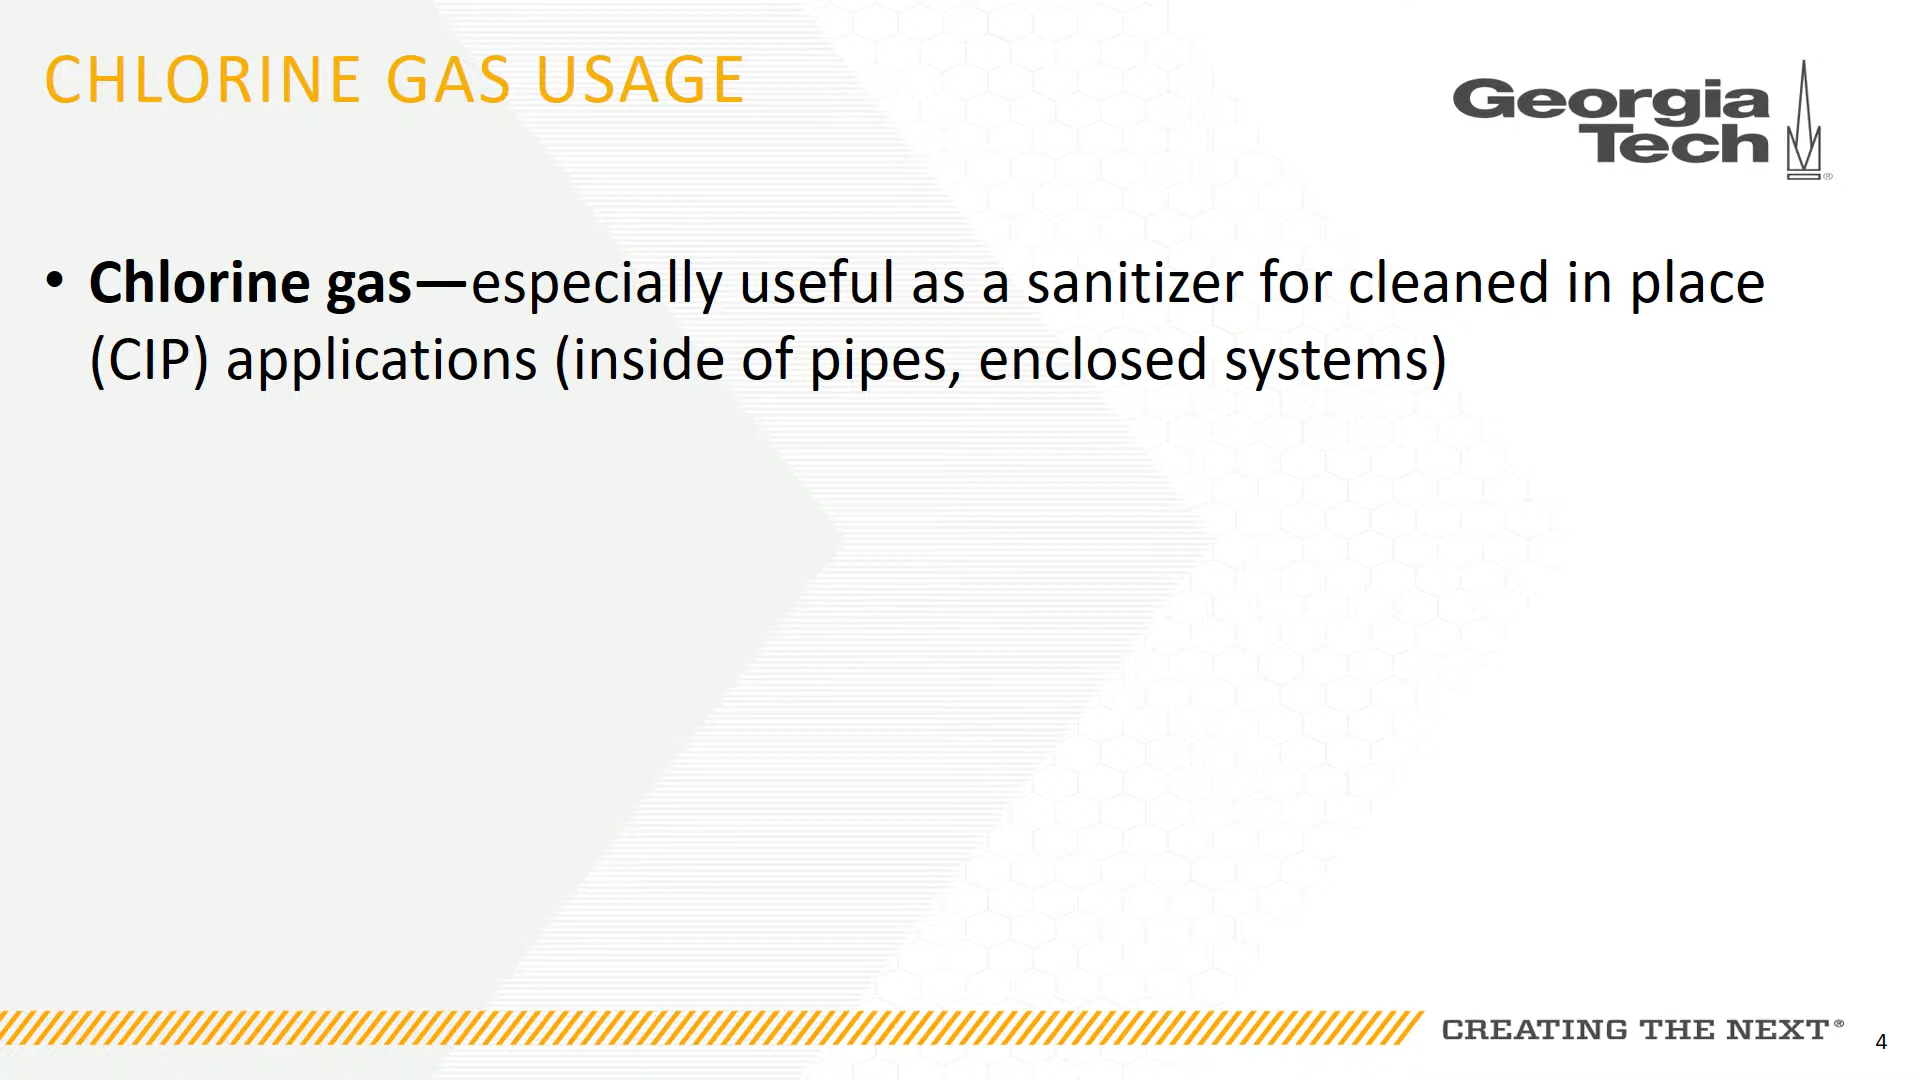 CHLORINE GAS USAGE
Georgia
Tech
®
• Chlorine gas—especially useful as a sanitizer for cleaned in place
(CIP) applications (inside of pipes, enclosed systems)
CREATING THE NEXT®
4